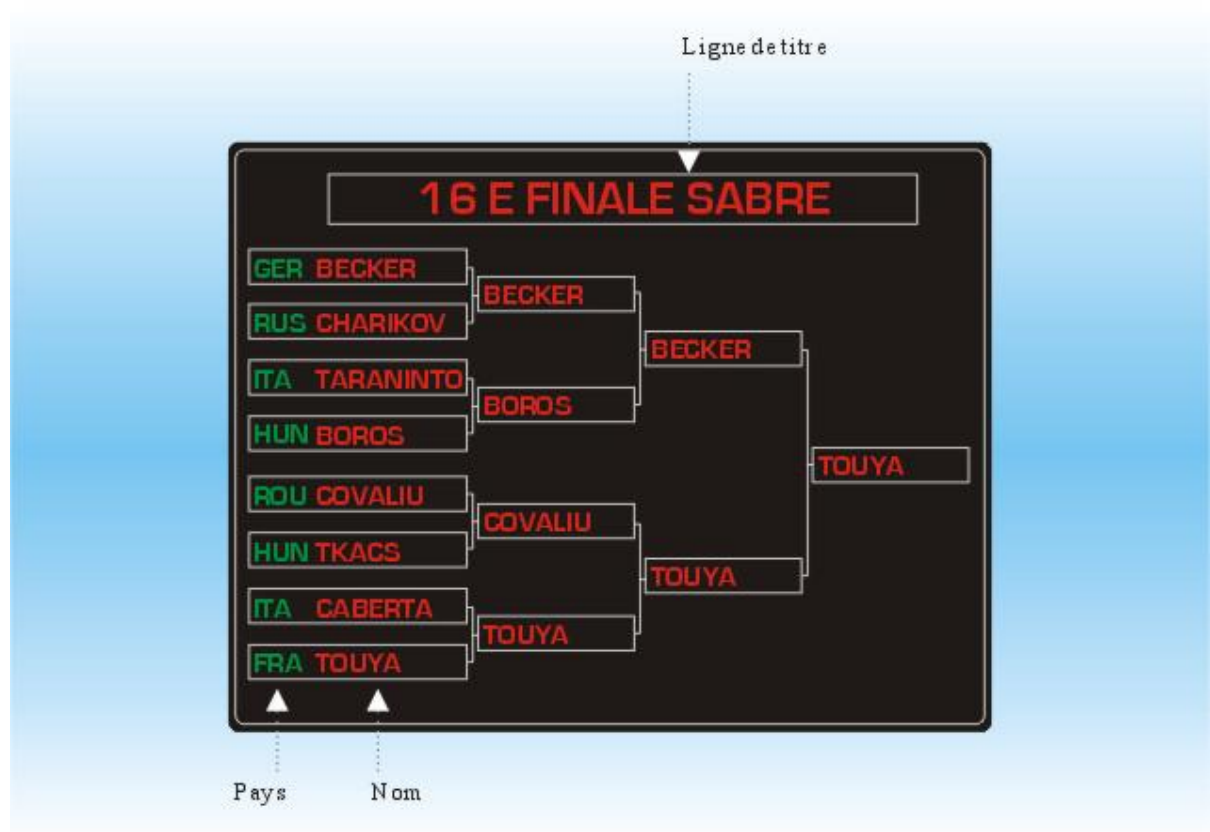 Ligne de titre
16 E FINALE SABRE
GER BECKER
BECKER
RUS CHARIKOV
BECKER
ITA TARANINTO
BOROS
HUN BOROS
TOUYA
ROU COVALIU
COVALIU
HUN TKACS
TOUYA
ITA CABERTA
TOUYA
FRA TOUYA
Pays Nom